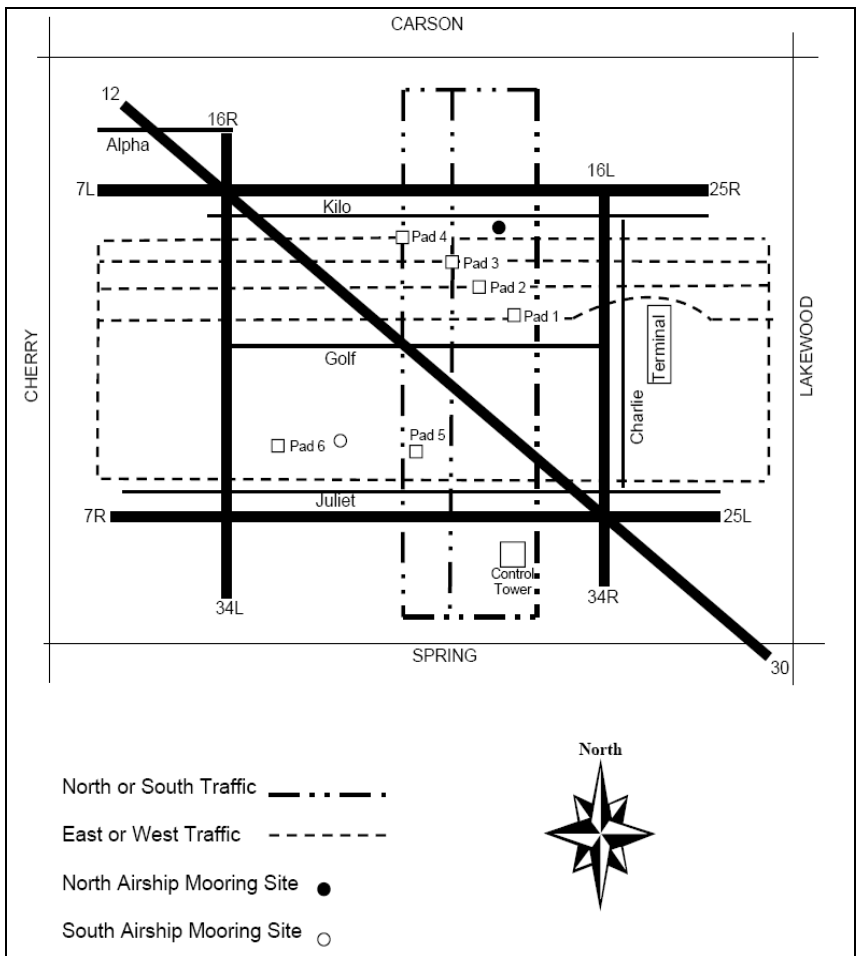 CARSON
12
16R
Alpha
16L
7L
25R
Kilo
Pad 4
Pad 3
Pad 2
Pad 1
Golf
Terminal
CHERRY
LAKEWOOD
Charlie
Pad 5
Pad 6
Juliet
7R
25L
Control
Tower
34L
34R
SPRING
30
North
North or South Traffic
East or West Traffic
North Airship Mooring Site
South Airship Mooring Site